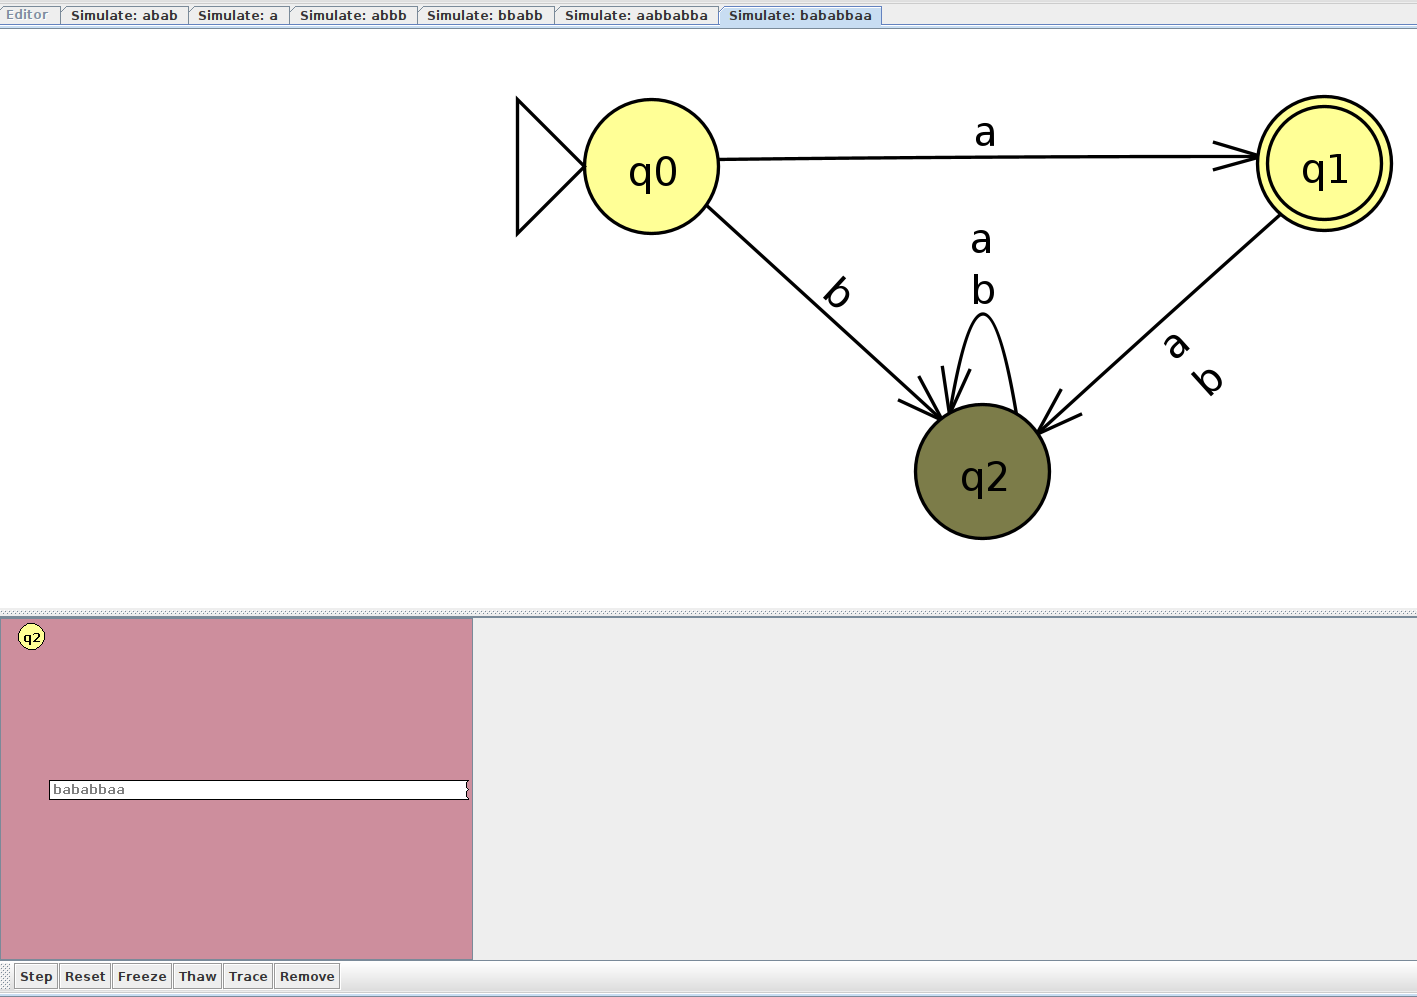 Editor Simulate: abab Simulate: a Simulate: abbb Simulate: bbabb Simulate: aabbabba Simulate: bababbaa
a
q0 q1
a
b
b
a
b
q2
q2
bababbaa
Step Reset Freeze Thaw Trace Remove